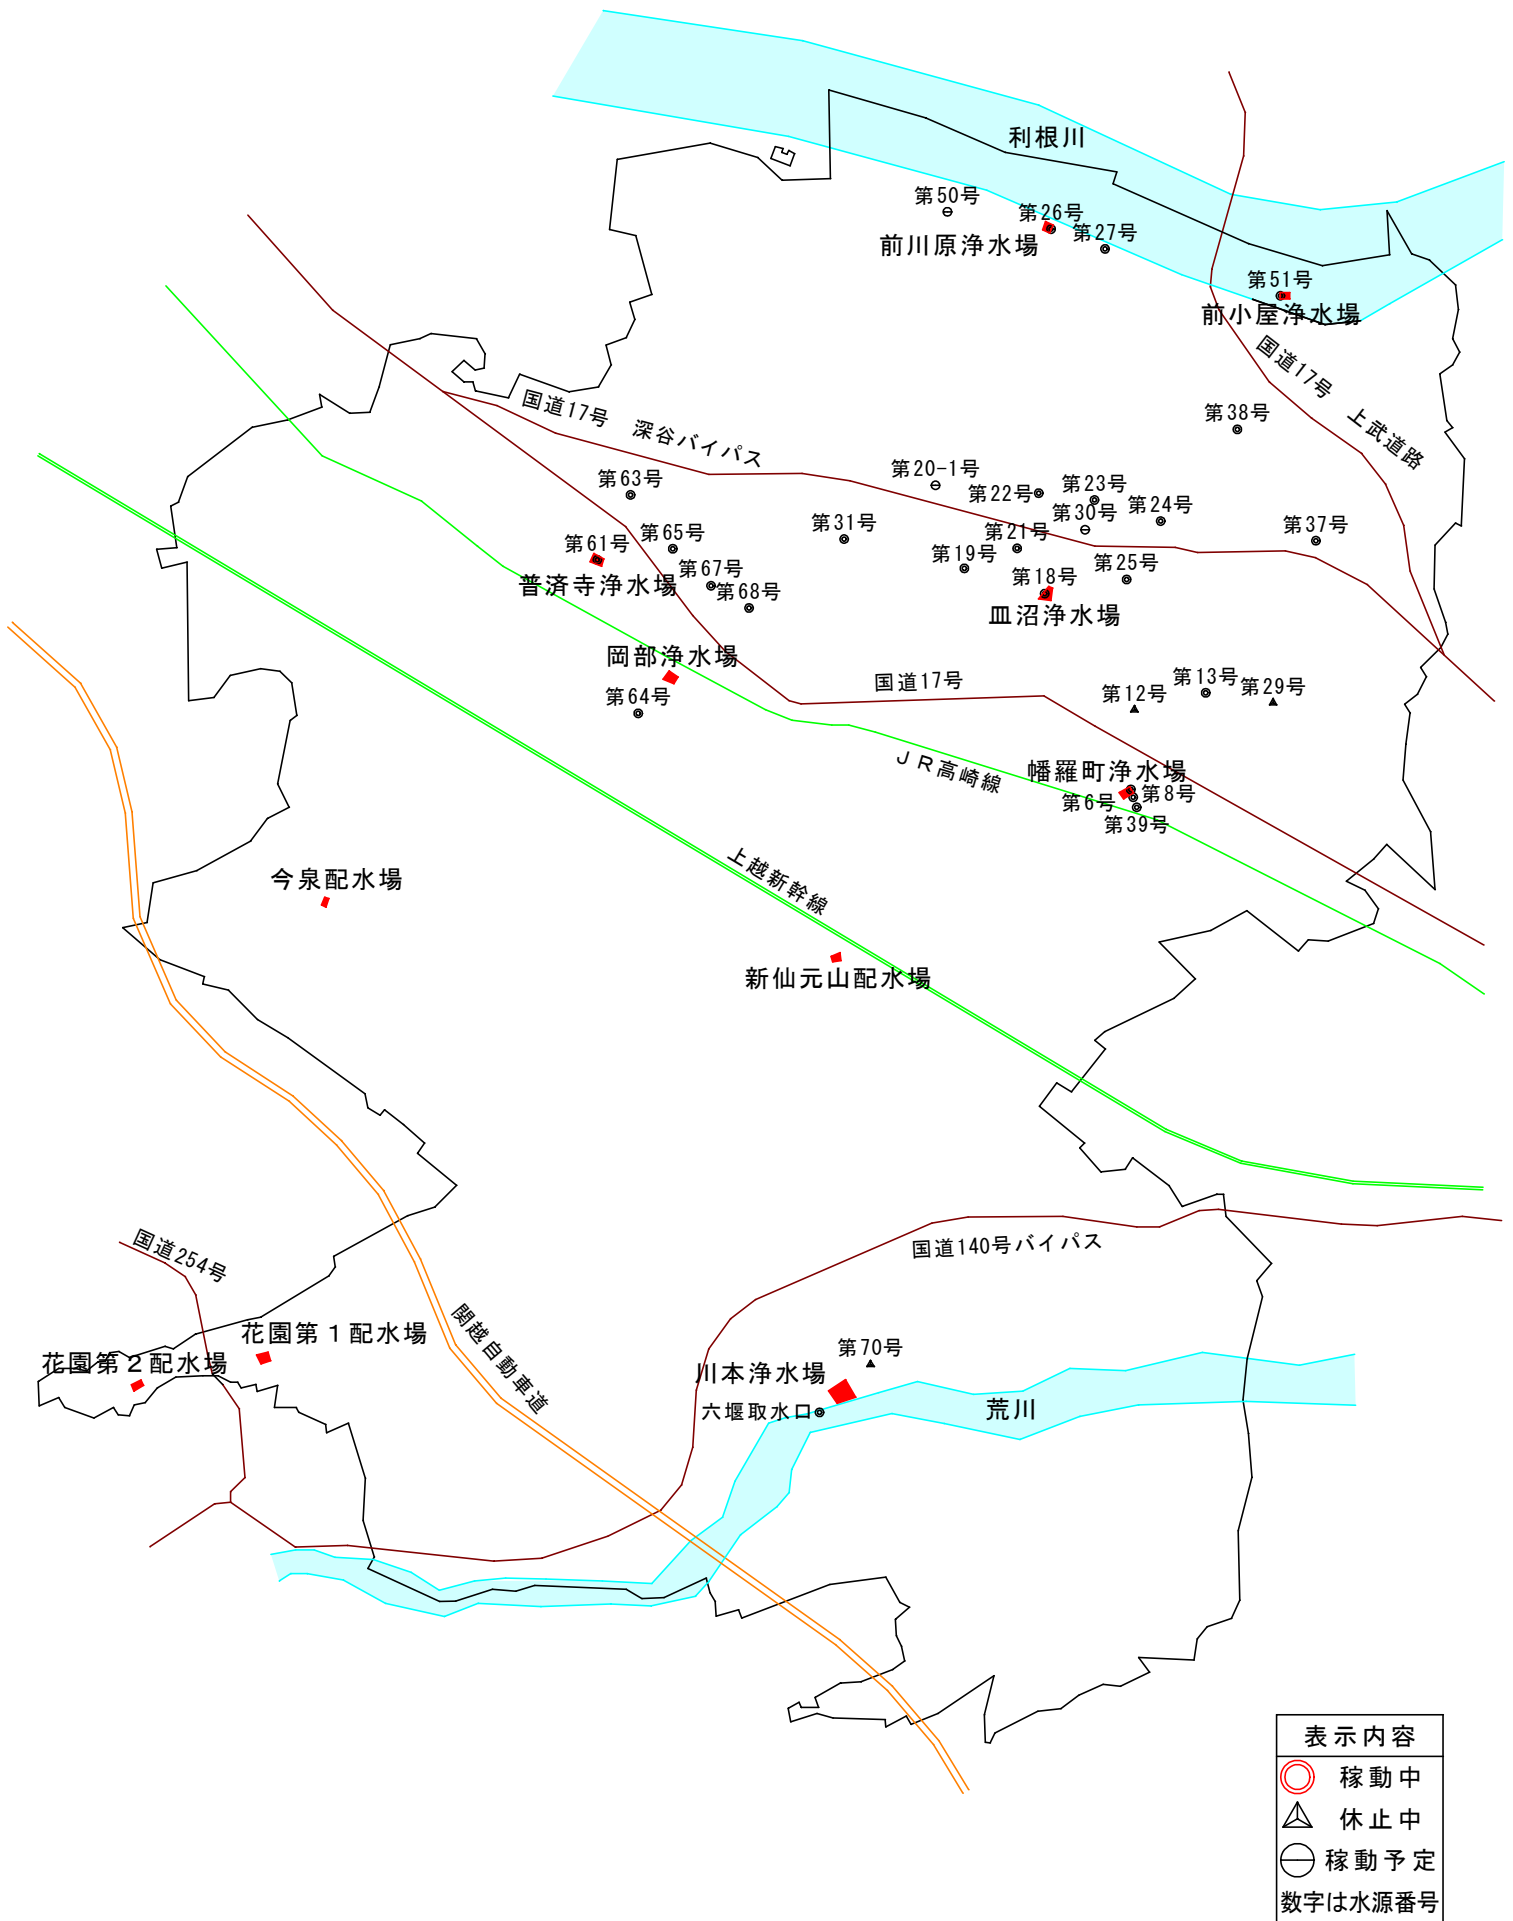 利根川
第50号
第26号
前川原浄水場
第27号
第51号
前小屋浄水場
国道17号　上武道路
国道17号　深谷バイパス
第38号
第63号
第20-1号
第22号
第23号
第24号
第30号
第31号
第21号
第37号
第65号
第61号
第19号
第25号
第67号
普済寺浄水場
第68号
第18号
皿沼浄水場
岡部浄水場
第64号
国道17号
第12号
第13号
第29号
ＪＲ高崎線
幡羅町浄水場
第6号
第8号
第39号
上越新幹線
今泉配水場
新仙元山配水場
国道254号
国道140号バイパス
関越自動車道
花園第１配水場
花園第２配水場
第70号
川本浄水場
六堰取水口
荒川
表示内容
稼動中
休止中
稼動予定
数字は水源番号